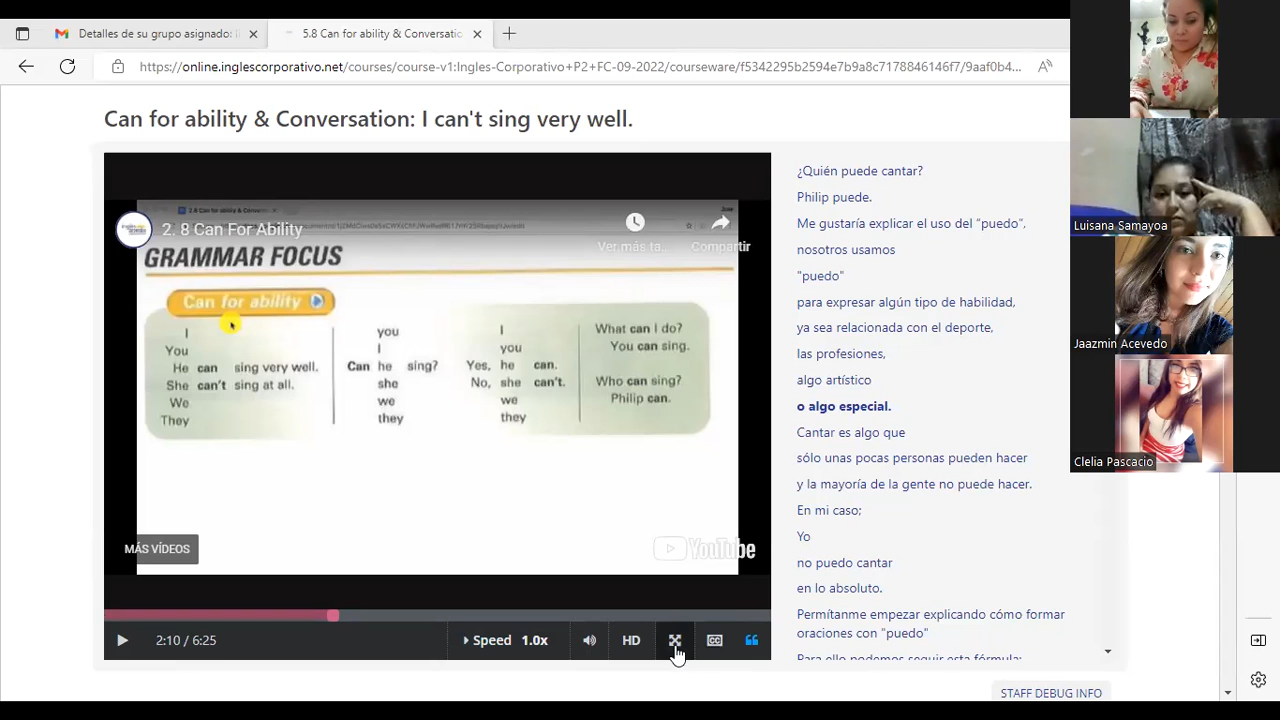 Detalles de su grupo asignado: i
5.8 Can for ability & Conversatio
https://online.inglescorporativo.net/courses/course-v1:Ingles-Corporativo+P2+FC-09-2022/courseware/f5342295b2594e7b9a8c7178846146f7/9aaf0b4...
Can for ability & Conversation: I can't sing very well.
2. 8 Can For Ability
Ver más ta...
Compartir
GRAMMAR FOCUS
Can for ability
I
You
He can sing very well.
She can't sing at all.
We
They
you
I
Can he sing?
she
we
they
I
you
Yes, he can.
No, she can't.
we
they
What can I do?
You can sing.
Who can sing?
Philip can.
MÁS VÍDEOS
YouTube
2:10 / 6:25
Speed 1.0x
HD
CC
¿Quién puede cantar?
Philip puede.
Me gustaría explicar el uso del "puedo",
nosotros usamos
"puedo"
para expresar algún tipo de habilidad,
ya sea relacionada con el deporte,
las profesiones,
algo artístico
o algo especial.
Cantar es algo que
sólo unas pocas personas pueden hacer
y la mayoría de la gente no puede hacer.
En mi caso;
Yo
no puedo cantar
en lo absoluto.
Permítanme empezar explicando cómo formar
oraciones con "puedo"
Para ello podemos seguir esta fórmula:
STAFF DEBUG INFO
Luisana Samayoa
Jaazmin Acevedo
Clelia Pascacio